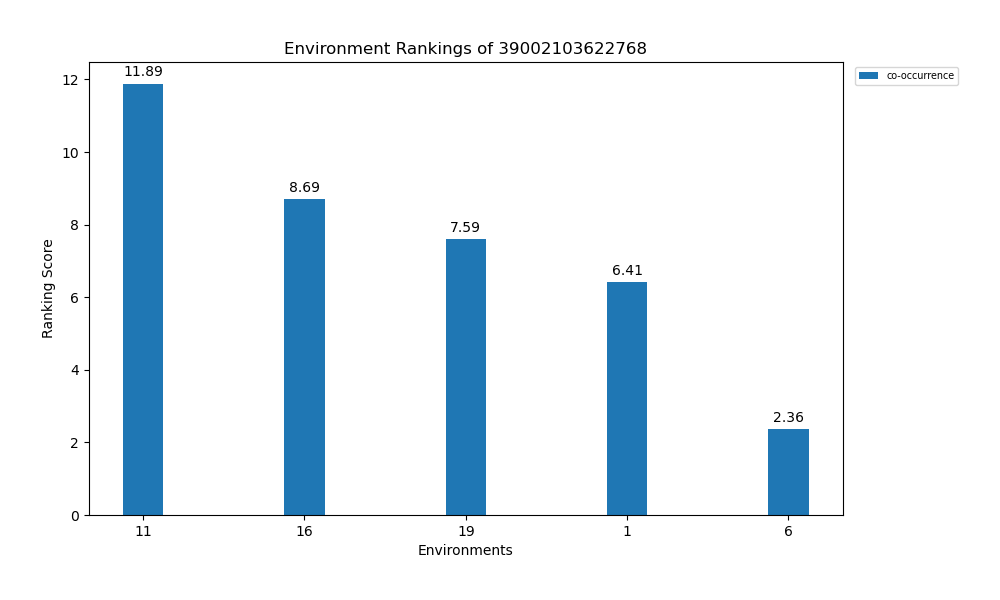 Environment Rankings of 39002103622768
co-occurrence
Ranking Score
12
10
8
6
4
2
0
11.89
8.69
7.59
6.41
2.36
11 16 19 1 6
Environments